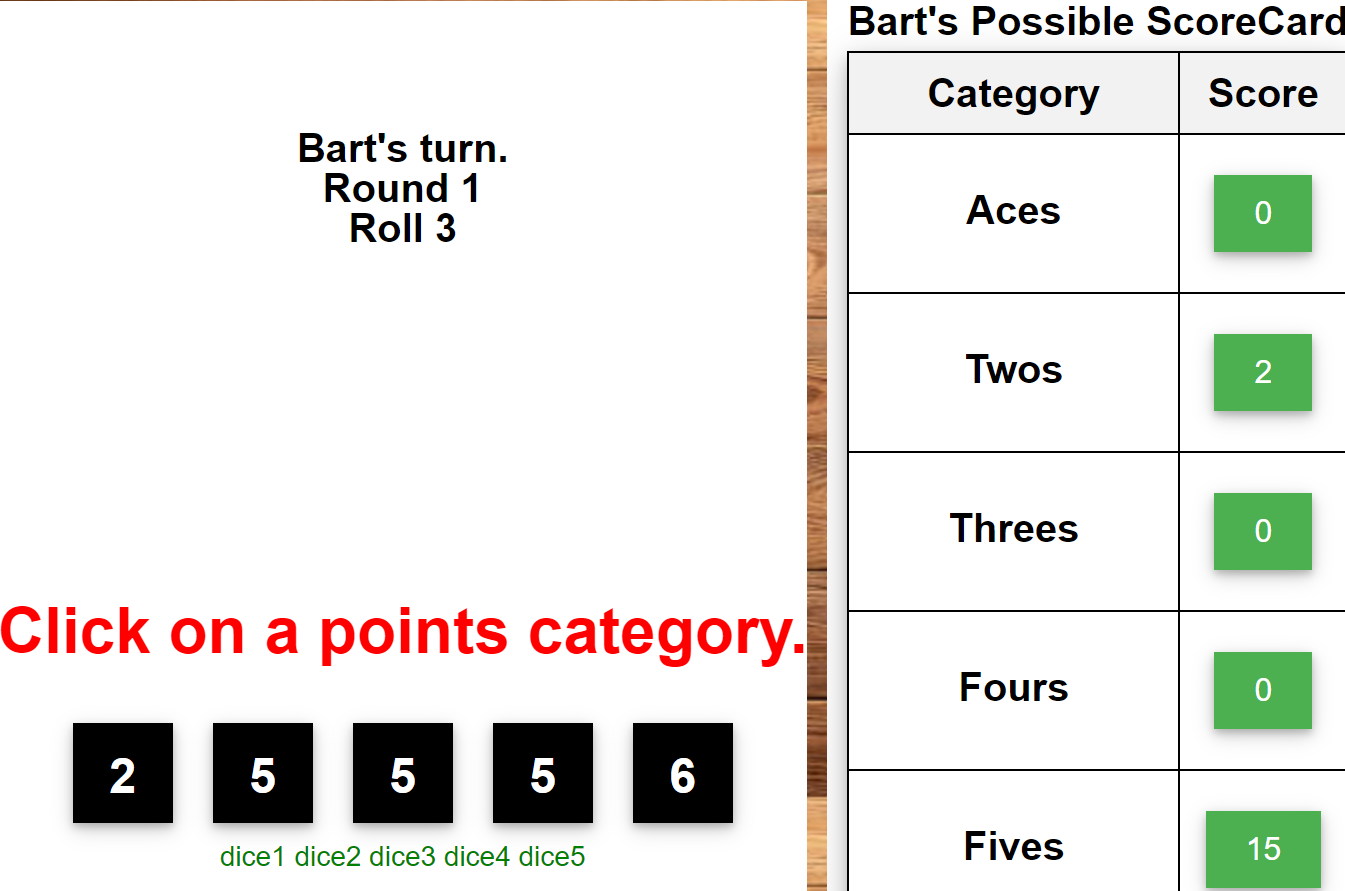 Bart's turn.
Round 1
Roll 3
Click on a points category.
2 5 5 5 6
dice1 dice2 dice3 dice4 dice5
Bart's Possible ScoreCard
Category Score
Aces 0
Twos 2
Threes 0
Fours 0
Fives 15